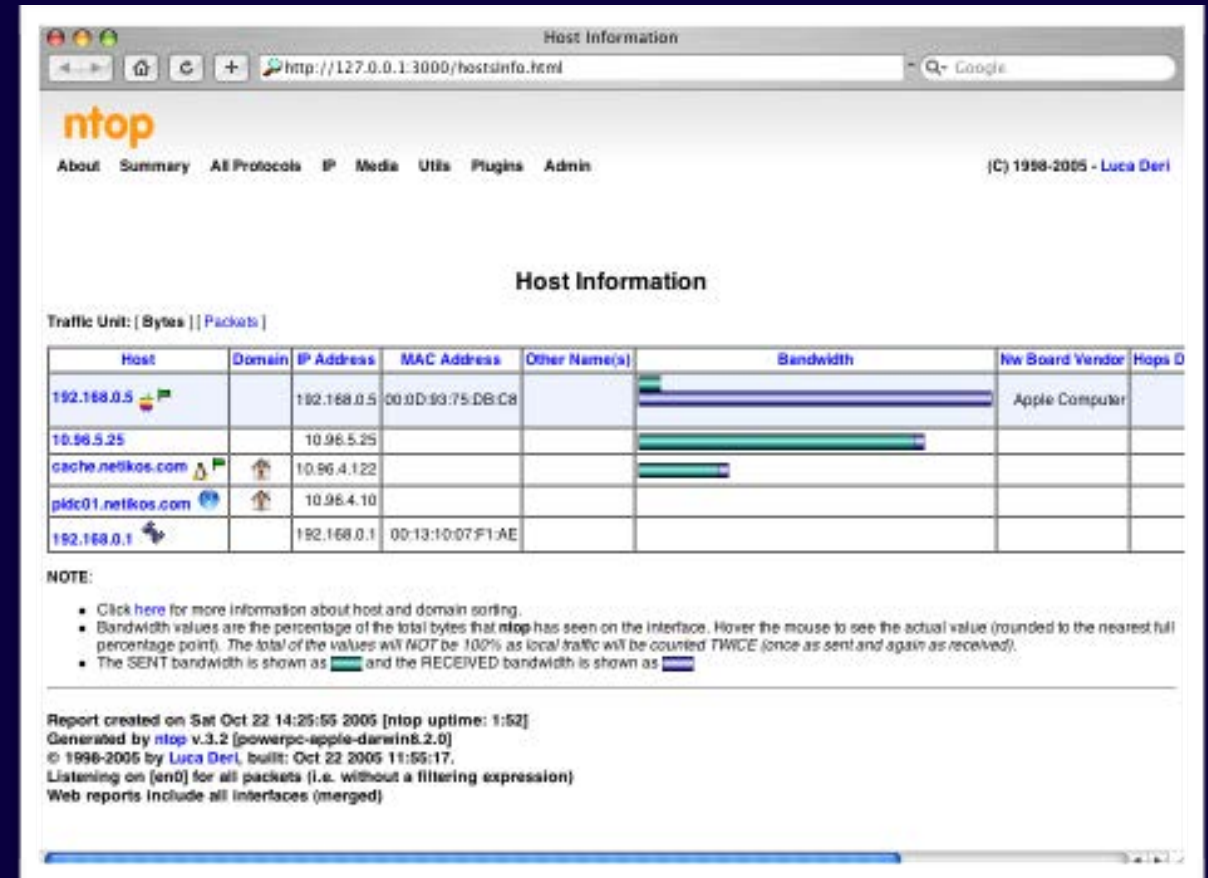 Host Information
http://127.0.0.1:3000/hostsinfo.html
Google
ntop
About Summary All Protocols IP Media Utils Plugins Admin
(C) 1998-2005 - Luca Deri
Host Information
Traffic Unit: [ Bytes ] [ Packets ]
Host Domain IP Address MAC Address Other Name(s) Bandwidth Nw Board Vendor Hops D
192.168.0.5 192.168.0.5 00:0D:93:75:DB:C8 Apple Computer
10.96.5.25 10.96.5.25
cache.netikos.com 10.96.4.122
pidc01.netikos.com 10.96.4.10
192.168.0.1 192.168.0.1 00:13:10:07:F1:AE
NOTE:
• Click here for more information about host and domain sorting.
• Bandwidth values are the percentage of the total bytes that ntop has seen on the interface. Hover the mouse to see the actual value (rounded to the nearest full
percentage point). The total of the values will NOT be 100% as local traffic will be counted TWICE (once as sent and again as received).
• The SENT bandwidth is shown as and the RECEIVED bandwidth is shown as
Report created on Sat Oct 22 14:25:55 2005 [ntop uptime: 1:52]
Generated by ntop v.3.2 [powerpc-apple-darwin8.2.0]
© 1998-2005 by Luca Deri, built: Oct 22 2005 11:55:17.
Listening on [en0] for all packets (i.e. without a filtering expression)
Web reports include all interfaces (merged)